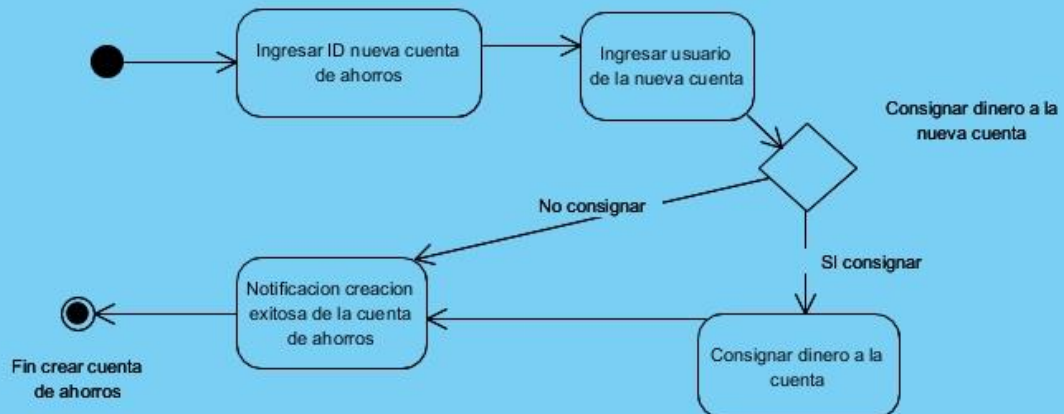 Ingresar ID nueva cuenta
de ahorros
Ingresar usuario
de la nueva cuenta
Consignar dinero a la
nueva cuenta
No consignar
SI consignar
Notificacion creacion
exitosa de la cuenta
de ahorros
Consignar dinero a la
cuenta
Fin crear cuenta
de ahorros